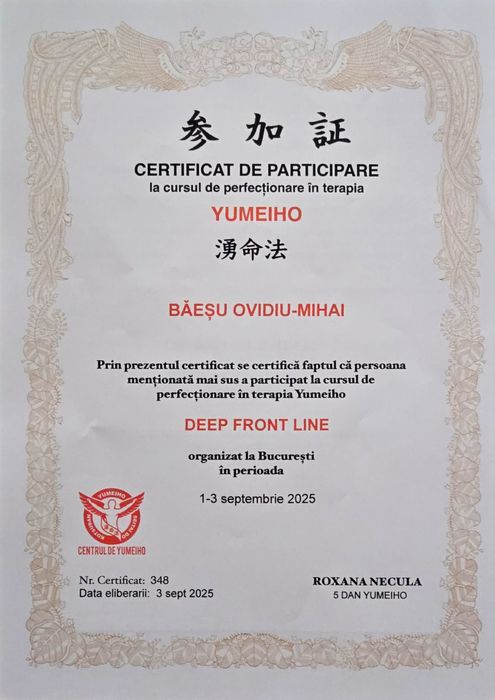 参加証
CERTIFICAT DE PARTICIPARE
la cursul de perfecționare în terapia
YUMEIHO
湧命法
BĂEȘU OVIDIU-MIHAI
Prin prezentul certificat se certifică faptul că persoana
menționată mai sus a participat la cursul de
perfecționare în terapia Yumeiho
DEEP FRONT LINE
organizat la București
în perioada
1-3 septembrie 2025
YUMEIHO
CENTRUL DE YUMEIHO
Nr. Certificat: 348
Data eliberarii: 3 sept 2025
ROXANA NECULA
5 DAN YUMEIHO